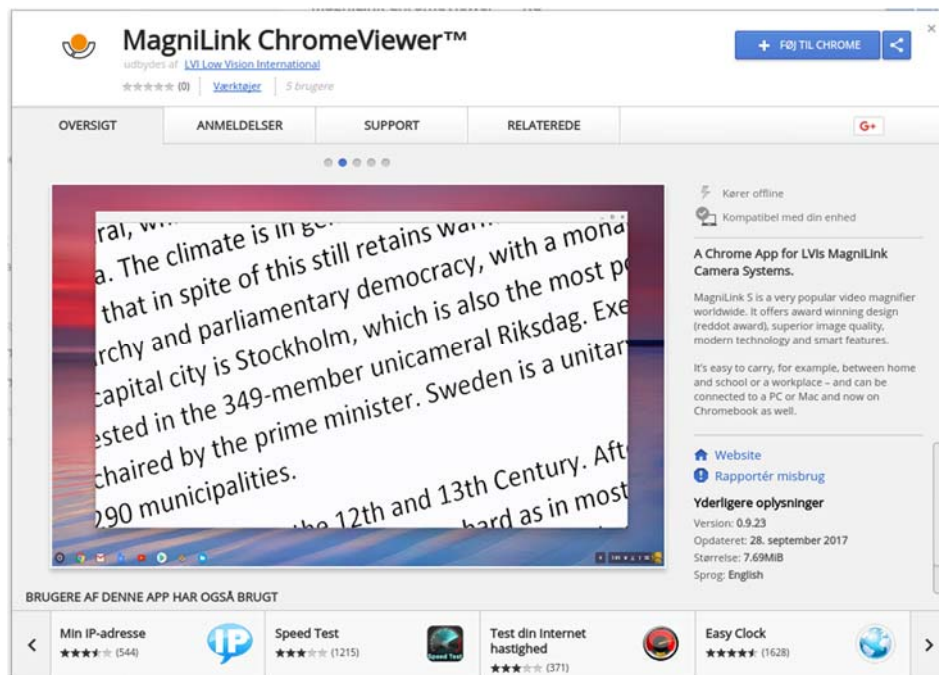 MagniLink ChromeViewer™
udbydes af LVI Low Vision International
(0) Værktøjer 5 brugere
+ FØJ TIL CHROME
OVERSIGT ANMELDELSER SUPPORT RELATEREDE
G+
a. The climate is in
that in spite of this still retains
rchy and parliamentary democracy, with a mona
capital city is Stockholm, which is also the most po
ested in the 349-member unicameral Riksdag. Exe
chaired by the prime minister. Sweden is a unitar
290 municipalities.
12th and 13th Century. Aft
hard as in most
Kører offline
Kompatibel med din enhed
A Chrome App for LVIs MagniLink
Camera Systems.
MagniLink S is a very popular video magnifier
worldwide. It offers award winning design
(reddot award), superior image quality,
modern technology and smart features.
It's easy to carry, for example, between home
and school or a workplace – and can be
connected to a PC or Mac and now on
Chromebook as well.
Website
Rapportér misbrug
Yderligere oplysninger
Version: 0.9.23
Opdateret: 28. september 2017
Størrelse: 7.69MiB
Sprog: English
BRUGERE AF DENNE APP HAR OGSÅ BRUGT
Min IP-adresse
(544)
IP
Speed Test
(1215)
Speed Test
Test din Internet
hastighed
(371)
Easy Clock
(1628)